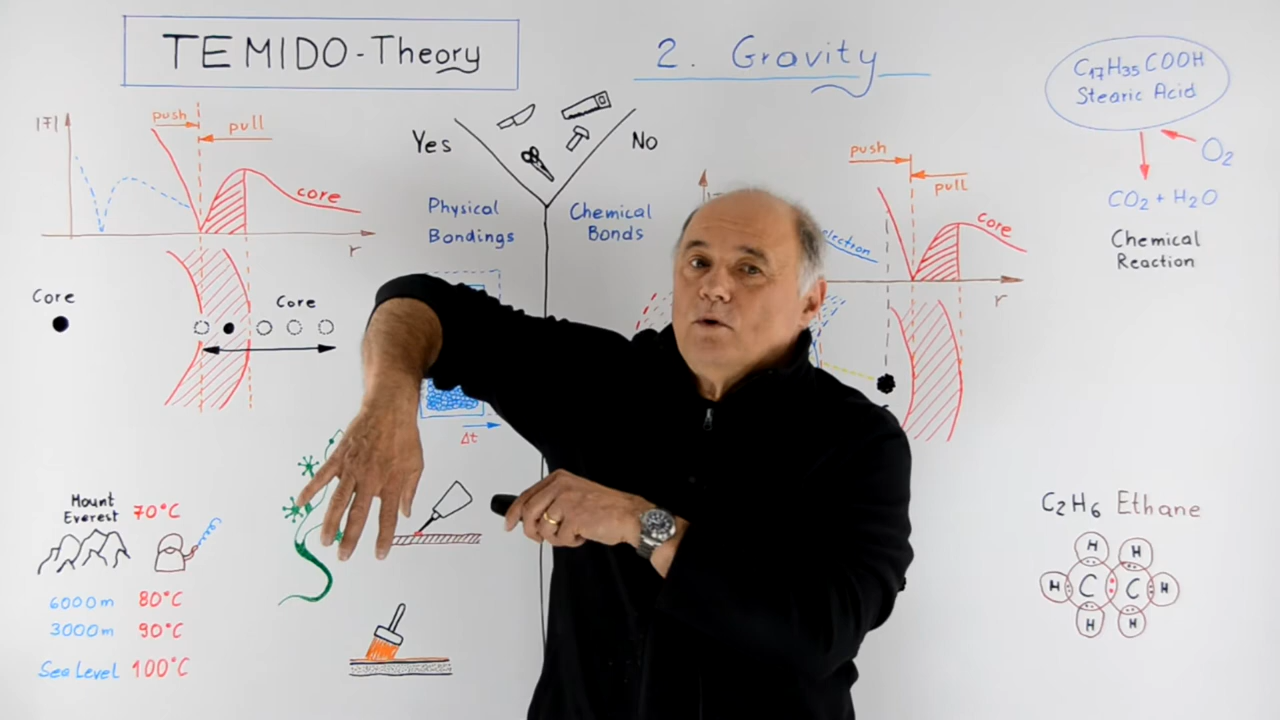 TEMIDO-Theory
2. Gravity
C17H35COOH
Stearic Acid
O2
CO2 + H2O
Chemical
Reaction
|F|
push
pull
core
r
Yes
No
Physical
Bondings
Chemical
Bonds
push
pull
core
r
Core
Core
Δt
Mount
Everest 70°C
6000m 80°C
3000m 90°C
Sea Level 100°C
C2H6 Ethane
H H
H C C H
H H